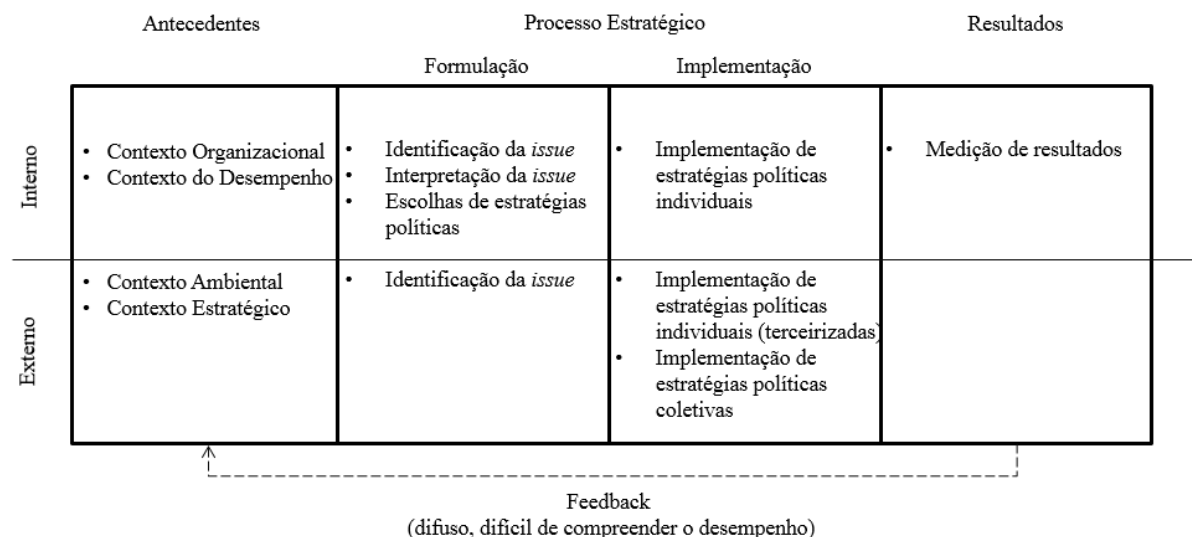 Antecedentes
Processo Estratégico
Resultados
Formulação
Implementação
Interno
• Contexto Organizacional
• Contexto do Desempenho
• Identificação da issue
• Interpretação da issue
• Escolhas de estratégias
políticas
• Implementação de
estratégias políticas
individuais
• Medição de resultados
Externo
• Contexto Ambiental
• Contexto Estratégico
• Identificação da issue
• Implementação de
estratégias políticas
individuais (terceirizadas)
• Implementação de
estratégias políticas
coletivas
Feedback
(difuso, difícil de compreender o desempenho)